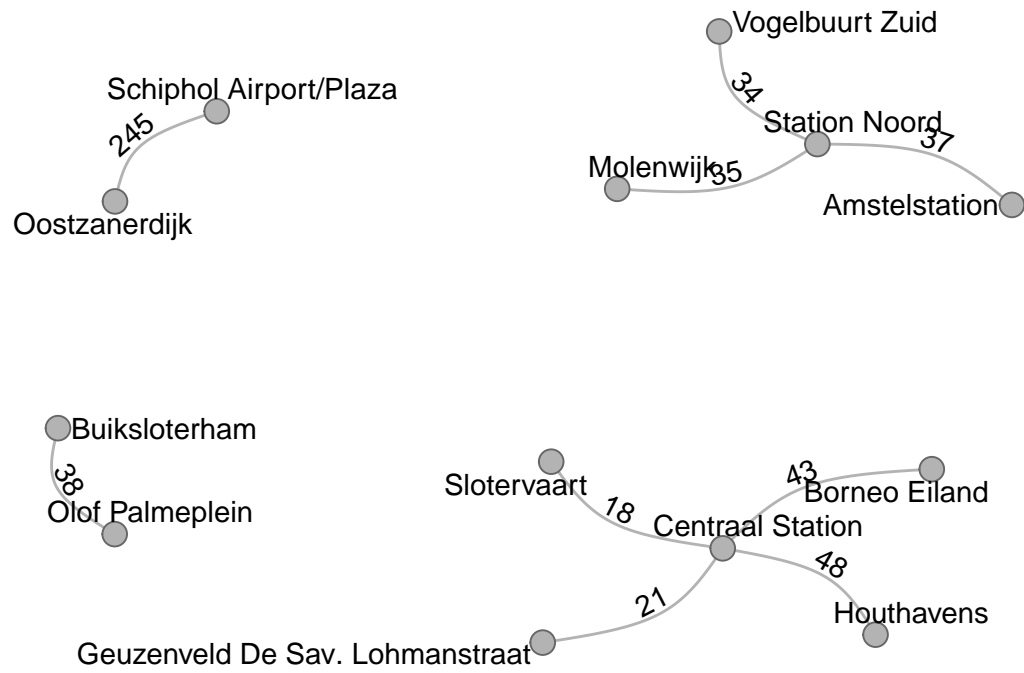 Vogelbuurt Zuid
Schiphol Airport/Plaza
34
245
Station Noord
37
Molenwijk
35
Amstelstation
Oostzanerdijk
Buiksloterham
38
Olof Palmeplein
Slotervaart
43
Borneo Eiland
18
Centraal Station
48
21
Houthavens
Geuzenveld De Sav. Lohmanstraat